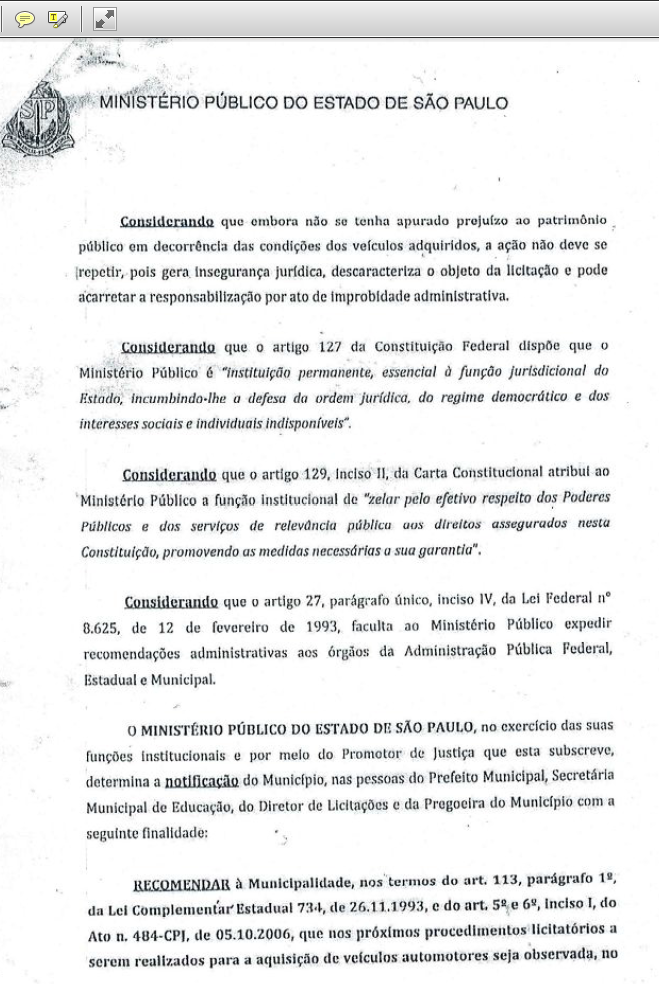 SP
MINISTÉRIO PÚBLICO DO ESTADO DE SÃO PAULO
Considerando que embora não se tenha apurado prejuízo ao patrimônio
público em decorrência das condições dos veículos adquiridos, a ação não deve se
repetir, pois gera insegurança jurídica, descaracteriza o objeto da licitação e pode
acarretar a responsabilização por ato de improbidade administrativa.
Considerando que o artigo 127 da Constituição Federal dispõe que o
Ministério Público é "instituição permanente, essencial à função jurisdicional do
Estado, incumbindo-lhe a defesa da ordem jurídica, do regime democrático e dos
interesses sociais e individuais indisponíveis".
Considerando que o artigo 129, inciso II, da Carta Constitucional atribui ao
Ministério Público a função institucional de "zelar pelo efetivo respeito dos Poderes
Públicos e dos serviços de relevância pública aos direitos assegurados nesta
Constituição, promovendo as medidas necessárias a sua garantia".
Considerando que o artigo 27, parágrafo único, inciso IV, da Lei Federal nº
8.625, de 12 de fevereiro de 1993, faculta ao Ministério Público expedir
recomendações administrativas aos órgãos da Administração Pública Federal,
Estadual e Municipal.
O MINISTÉRIO PÚBLICO DO ESTADO DE SÃO PAULO, no exercício das suas
funções institucionais e por meio do Promotor de Justiça que esta subscreve,
determina a notificação do Município, nas pessoas do Prefeito Municipal, Secretária
Municipal de Educação, do Diretor de Licitações e da Pregoeira do Município com a
seguinte finalidade:
RECOMENDAR à Municipalidade, nos termos do art. 113, parágrafo 1º,
da Lei Complementar Estadual 734, de 26.11.1993, e do art. 5º e 6º, inciso I, do
Ato n. 484-CPJ, de 05.10.2006, que nos próximos procedimentos licitatórios a
serem realizados para a aquisição de veículos automotores seja observada, no